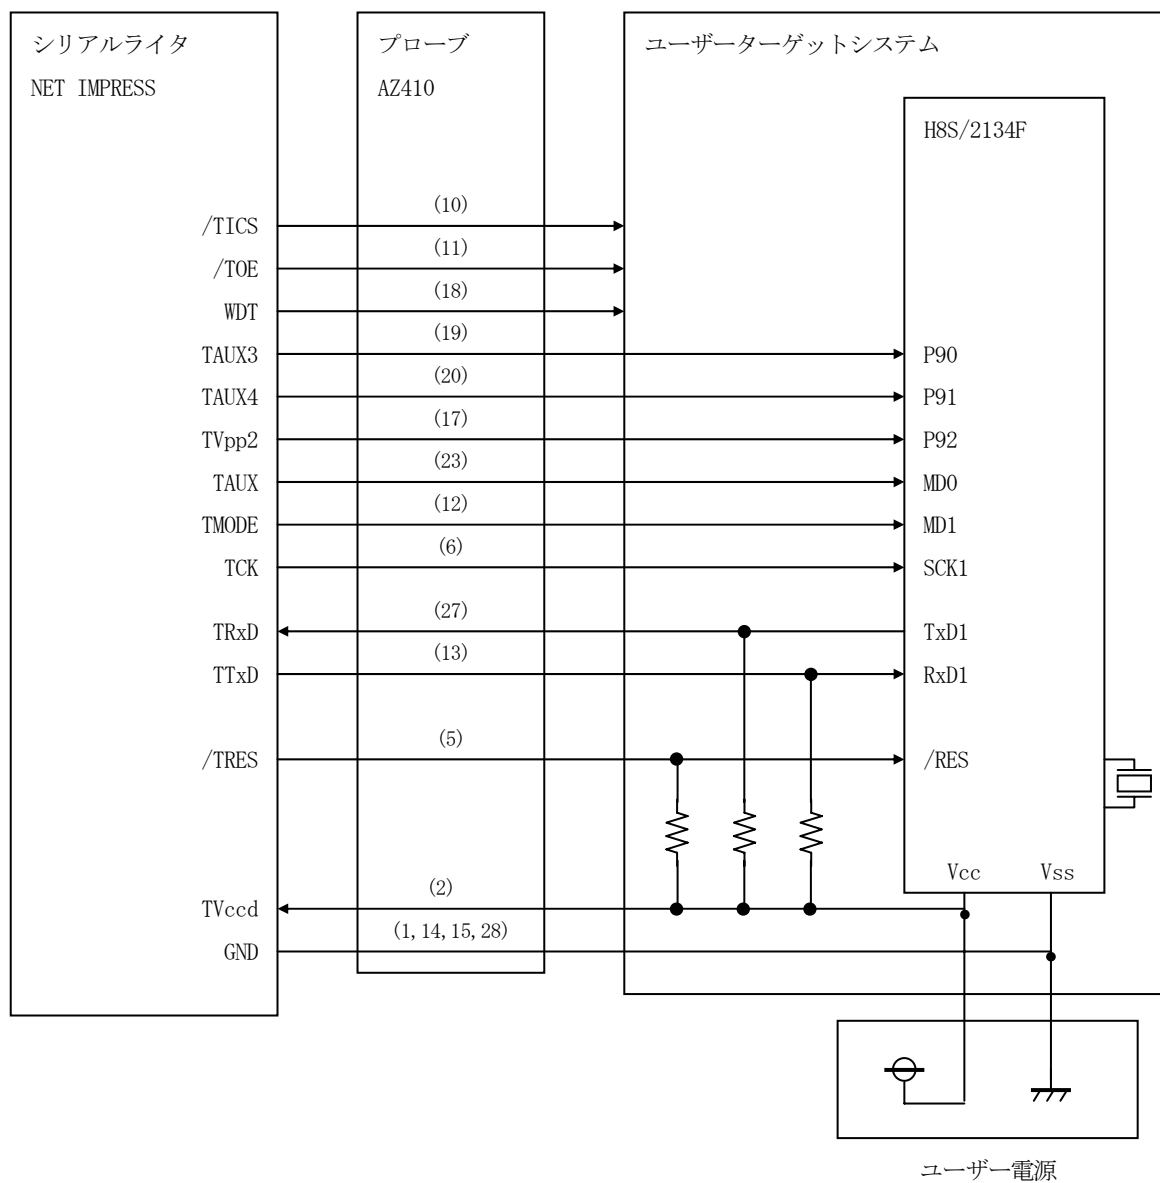 シリアルライタ
NET IMPRESS
プローブ
AZ410
ユーザーターゲットシステム
H8S/2134F
/TICS
(10)
/TOE
(11)
WDT
(18)
TAUX3
(19)
P90
TAUX4
(20)
P91
TVpp2
(17)
P92
TAUX
(23)
MD0
TMODE
(12)
MD1
TCK
(6)
SCK1
TRxD
(27)
TxD1
TTxD
(13)
RxD1
/TRES
(5)
/RES
Vcc
Vss
TVccd
(2)
GND
(1,14,15,28)
ユーザー電源